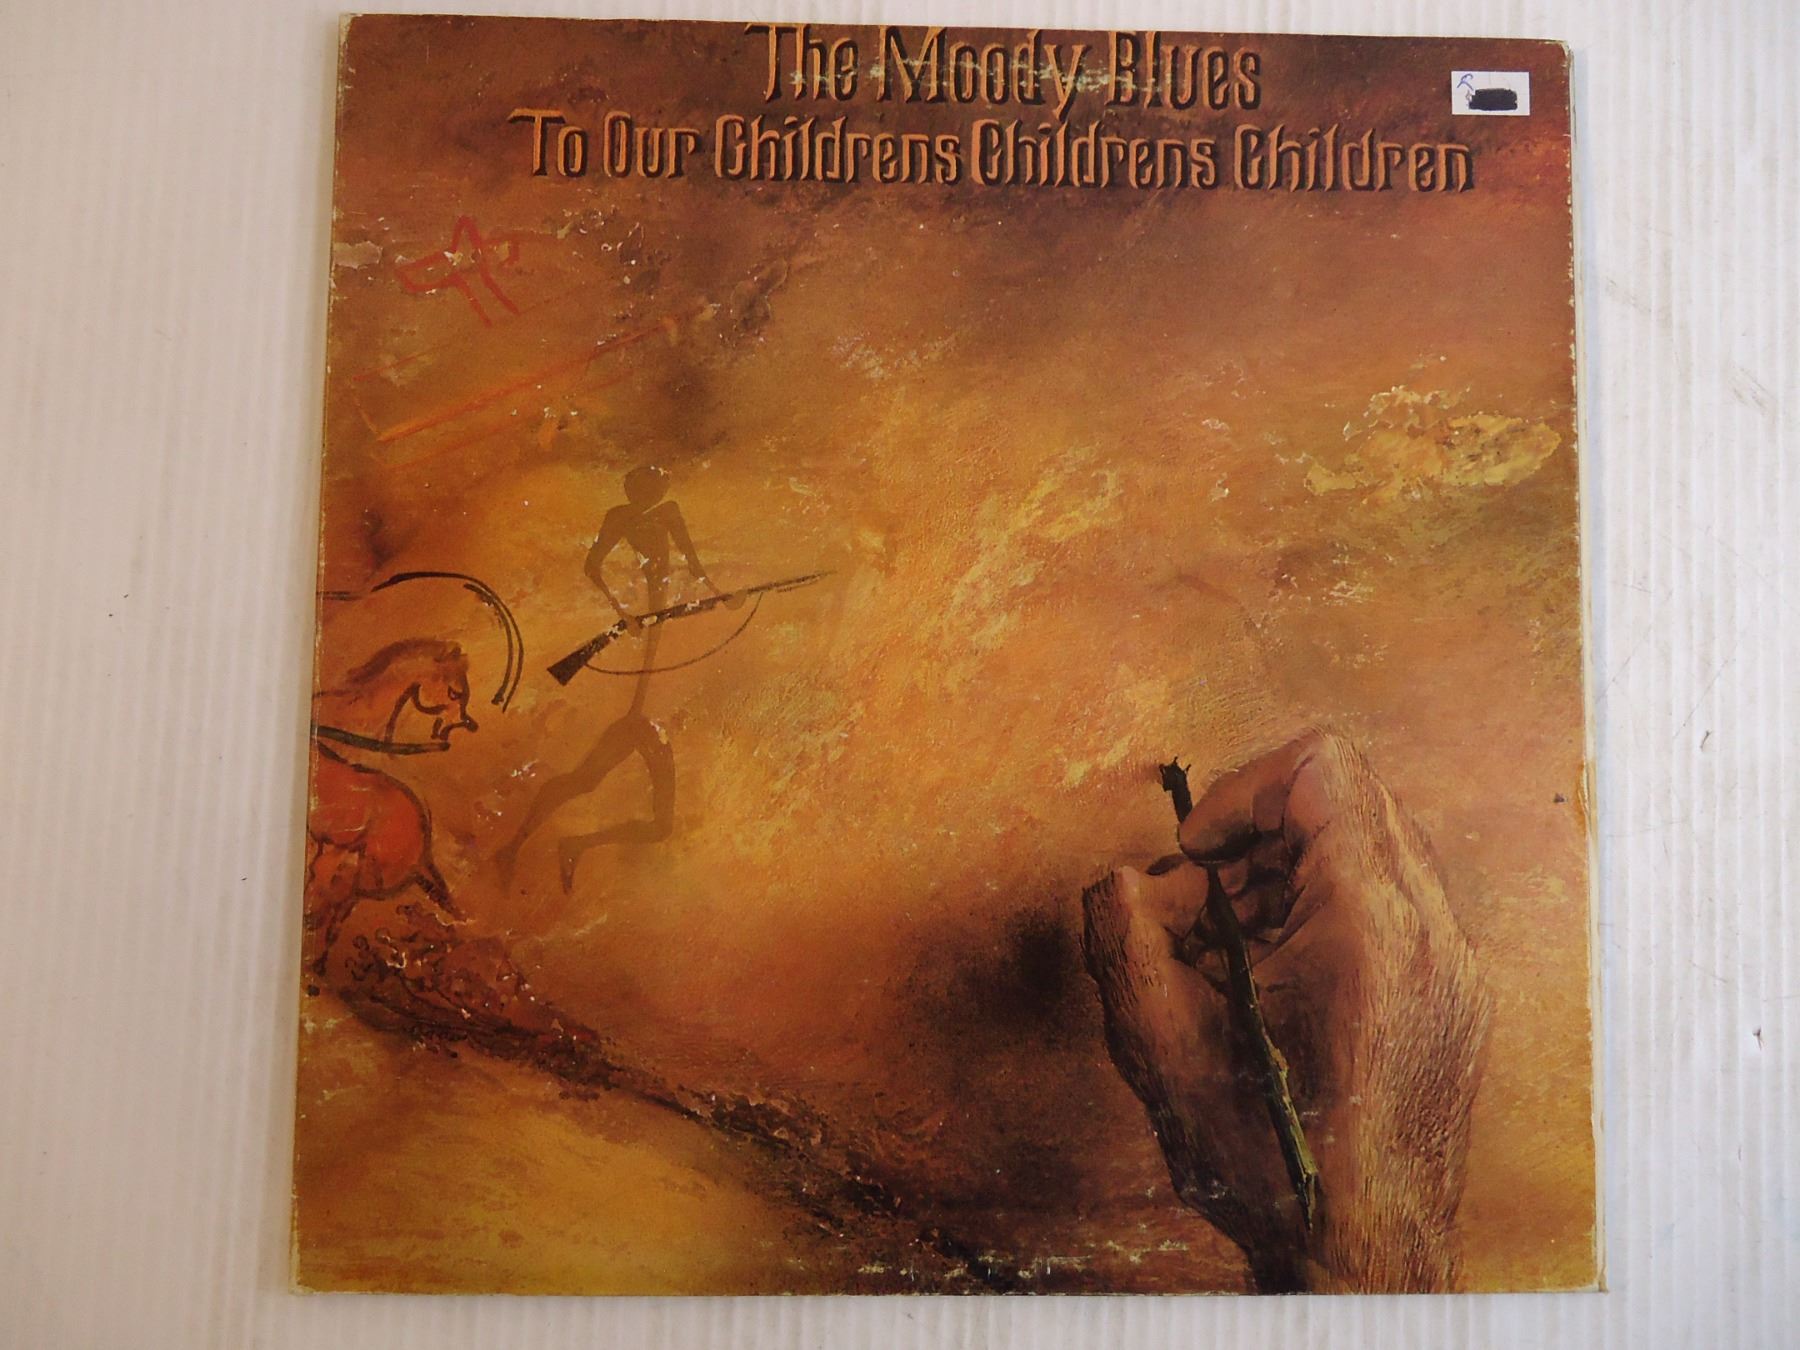 The Moody Blues
To Our Childrens Childrens Children